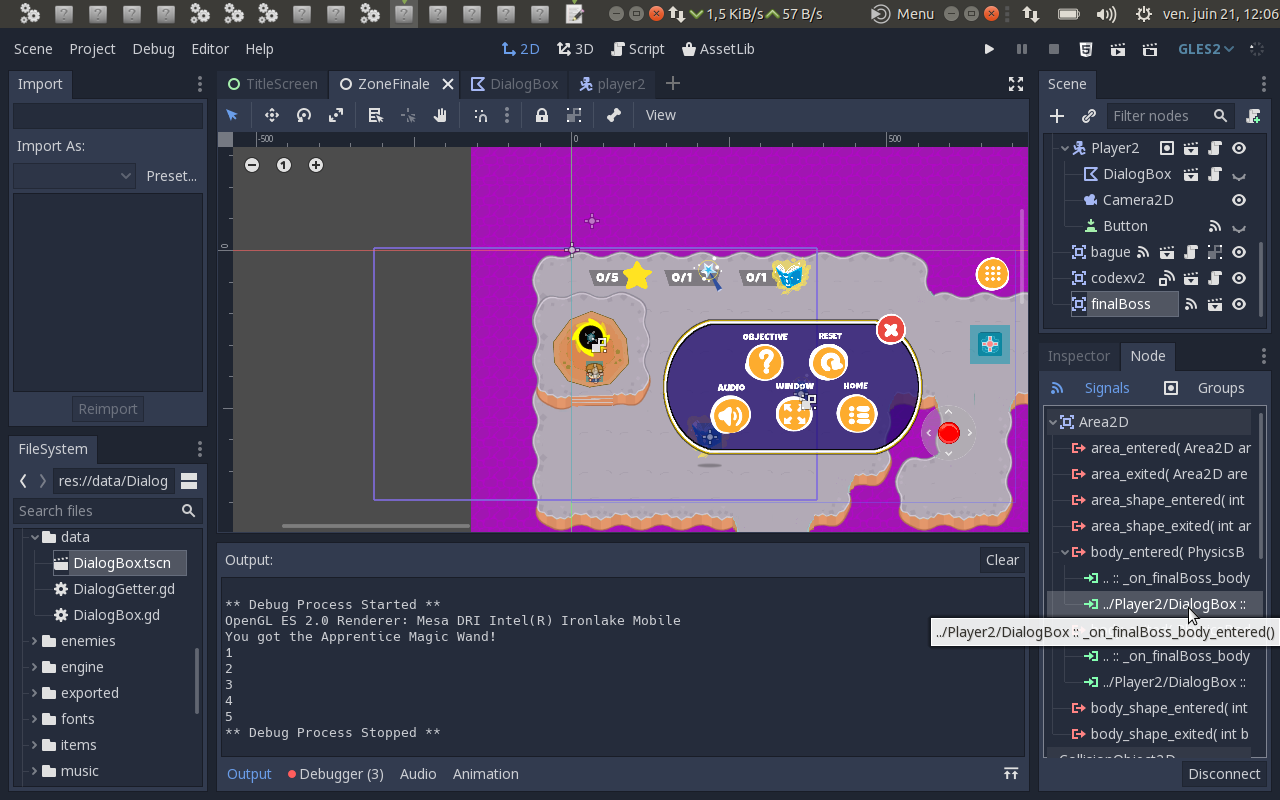 1,5 KiB/s 57 B/s Menu ven. juin 21, 12:06
Scene Project Debug Editor Help 2D 3D Script AssetLib GLES2
Import
Import As:
Preset...
Reimport
FileSystem
res://data/Dialog
Search files
data
DialogBox.tscn
DialogGetter.gd
DialogBox.gd
enemies
engine
exported
fonts
items
music
TitleScreen ZoneFinale DialogBox player2
View
-500 0 500
0
1
0/5 0/1 0/1
OBJECTIVE RESET
AUDIO WINDOW HOME
Output:
Clear
** Debug Process Started **
OpenGL ES 2.0 Renderer: Mesa DRI Intel(R) Ironlake Mobile
You got the Apprentice Magic Wand!
1
2
3
4
5
** Debug Process Stopped **
Output Debugger (3) Audio Animation
Scene
Filter nodes
Player2
DialogBox
Camera2D
Button
bague
codexv2
finalBoss
Inspector Node
Signals Groups
Area2D
area_entered( Area2D ar
area_exited( Area2D are
area_shape_entered( int
area_shape_exited( int ar
body_entered( PhysicsB
.. :: _on_finalBoss_body
../Player2/DialogBox ::
../Player2/DialogBox :: _on_finalBoss_body_entered()
.. :: _on_finalBoss_body
../Player2/DialogBox ::
body_shape_entered( int
body_shape_exited( int b
Disconnect